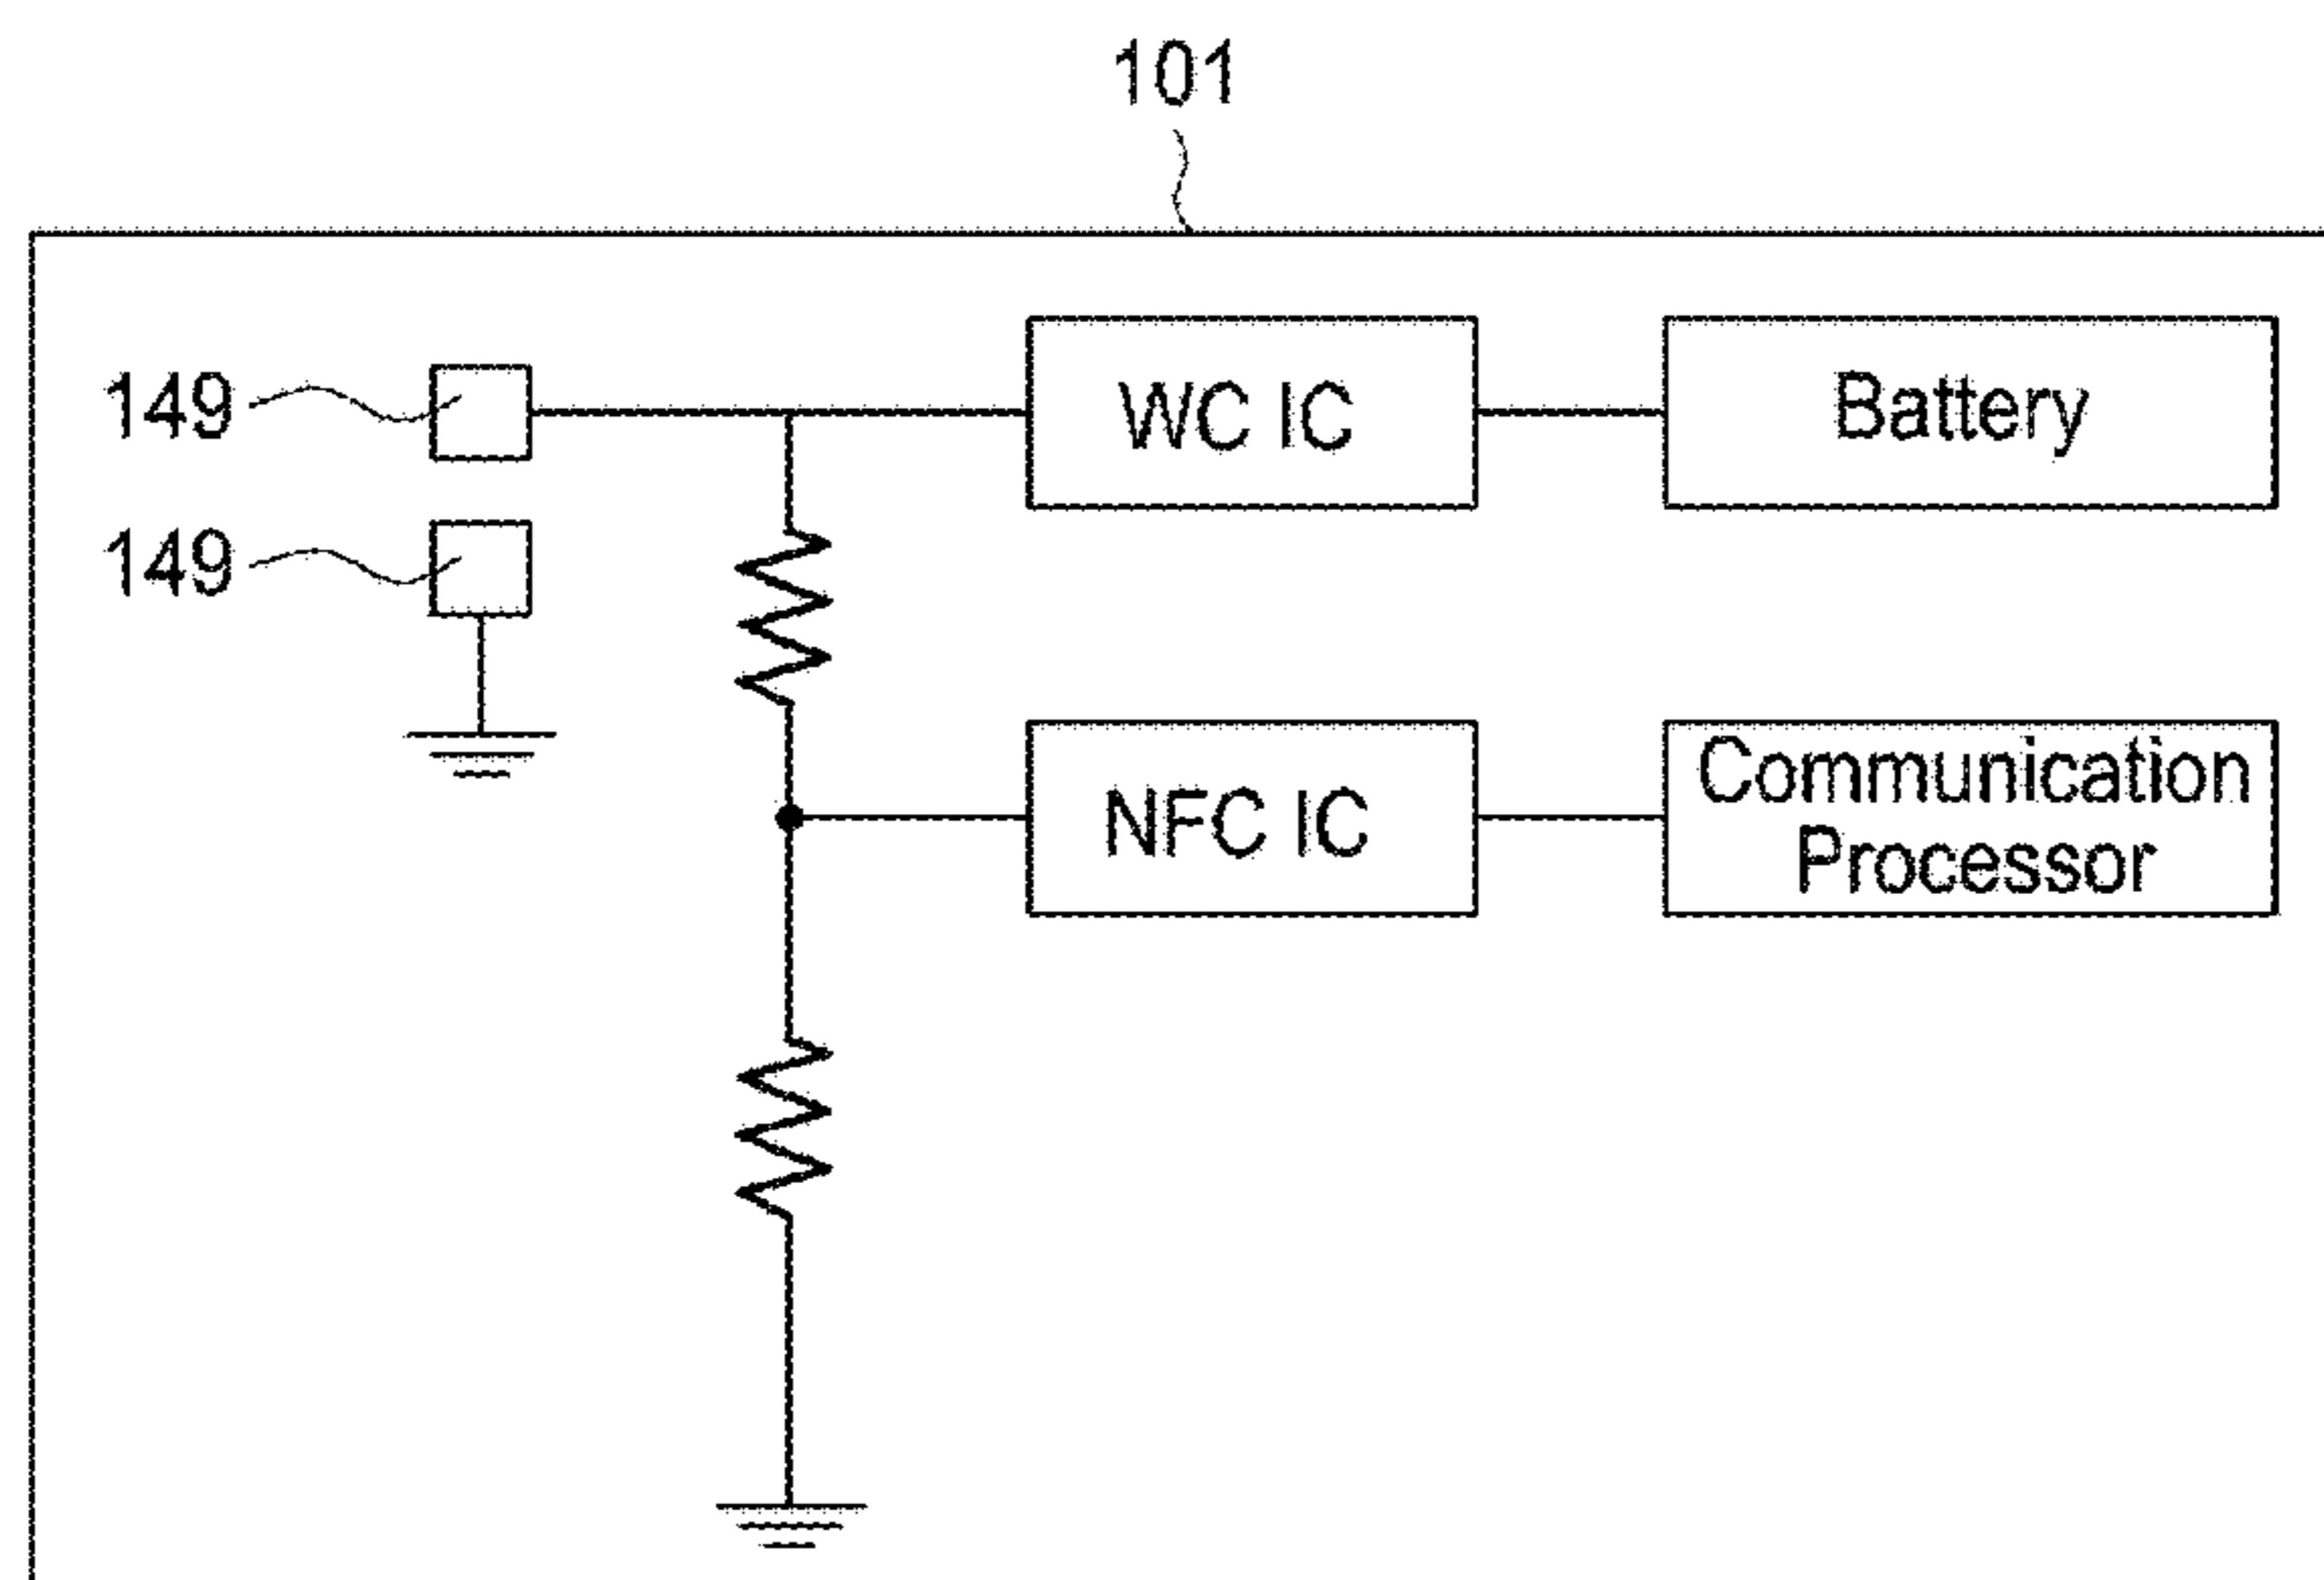 101
149
WC IC
Battery
149
NFC IC
Communication
Processor